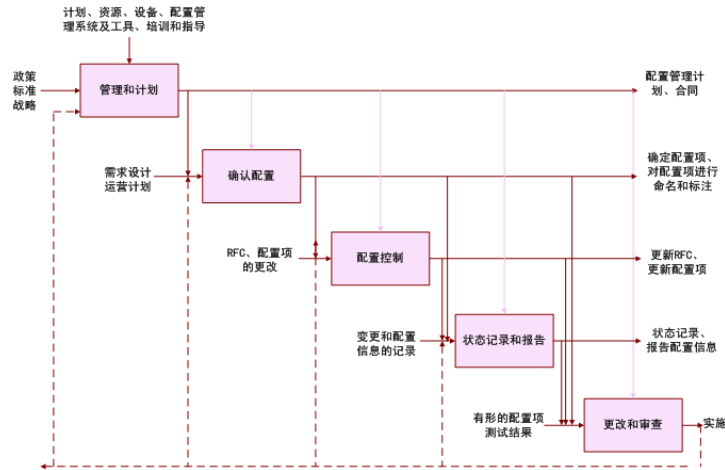 计划、资源、设备、配置管
理系统及工具、培训和指导
政策
标准
战略
管理和计划
配置管理计
划、合同
需求设计
运营计划
确认配置
确定配置项、
对配置项进行
命名和标注
RFC、配置项
的更改
配置控制
更新RFC、
更新配置项
变更和配置
信息的记录
状态记录和报告
状态记录、
报告配置信息
有形的配置项
测试结果
更改和审查
实施